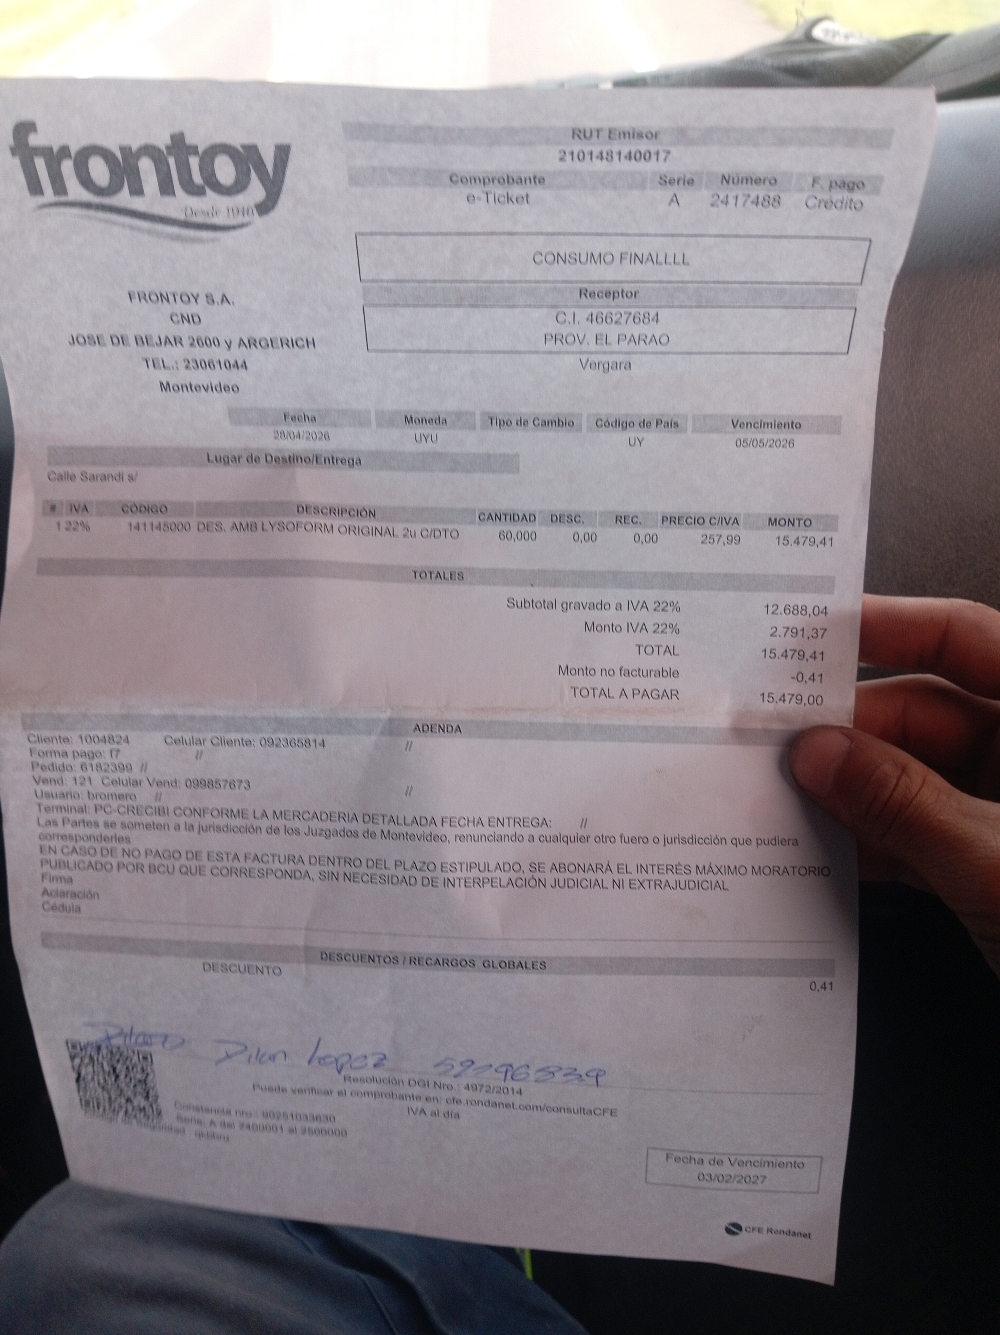 frontoy
Desde 1940
RUT Emisor
210148140017
Comprobante Serie Número F. pago
e-Ticket A 2417488 Crédito
CONSUMO FINALLLL
Receptor
C.I. 46627684
PROV. EL PARAO
Vergara
FRONTOY S.A.
CND
JOSE DE BEJAR 2600 y ARGERICH
TEL.: 23061044
Montevideo
Fecha Moneda Tipo de Cambio Código de País Vencimiento
28/04/2026 UYU UY 05/05/2026
Lugar de Destino/Entrega
Calle Sarandi s/
# IVA CÓDIGO DESCRIPCIÓN CANTIDAD DESC. REC. PRECIO C/IVA MONTO
1 22% 141145000 DES. AMB LYSOFORM ORIGINAL 2u C/DTO 60,000 0,00 0,00 257,99 15.479,41
TOTALES
Subtotal gravado a IVA 22% 12.688,04
Monto IVA 22% 2.791,37
TOTAL 15.479,41
Monto no facturable -0,41
TOTAL A PAGAR 15.479,00
ADENDA
Cliente: 1004824 Celular Cliente: 092365814 //
Forma pago: f7 //
Pedido: 6182399 //
Vend: 121 Celular Vend: 099857673 //
Usuario: bromero //
Terminal: PC-CRECIBI CONFORME LA MERCADERIA DETALLADA FECHA ENTREGA: //
Las Partes se someten a la jurisdicción de los Juzgados de Montevideo, renunciando a cualquier otro fuero o jurisdicción que pudiera
corresponderles
EN CASO DE NO PAGO DE ESTA FACTURA DENTRO DEL PLAZO ESTIPULADO, SE ABONARÁ EL INTERÉS MÁXIMO MORATORIO
PUBLICADO POR BCU QUE CORRESPONDA, SIN NECESIDAD DE INTERPELACIÓN JUDICIAL NI EXTRAJUDICIAL
Firma
Aclaración
Cédula
DESCUENTOS / RECARGOS GLOBALES
DESCUENTO 0,41
Dilan Lopez
Resolución DGI Nro.: 4972/2014
Puede verificar el comprobante en: cfe.rondanet.com/consultaCFE
IVA al día
Constancia nro.: 90251033630
Serie: A del 2400001 al 2500000
Fecha de Vencimiento
03/02/2027
CFE Rondanet